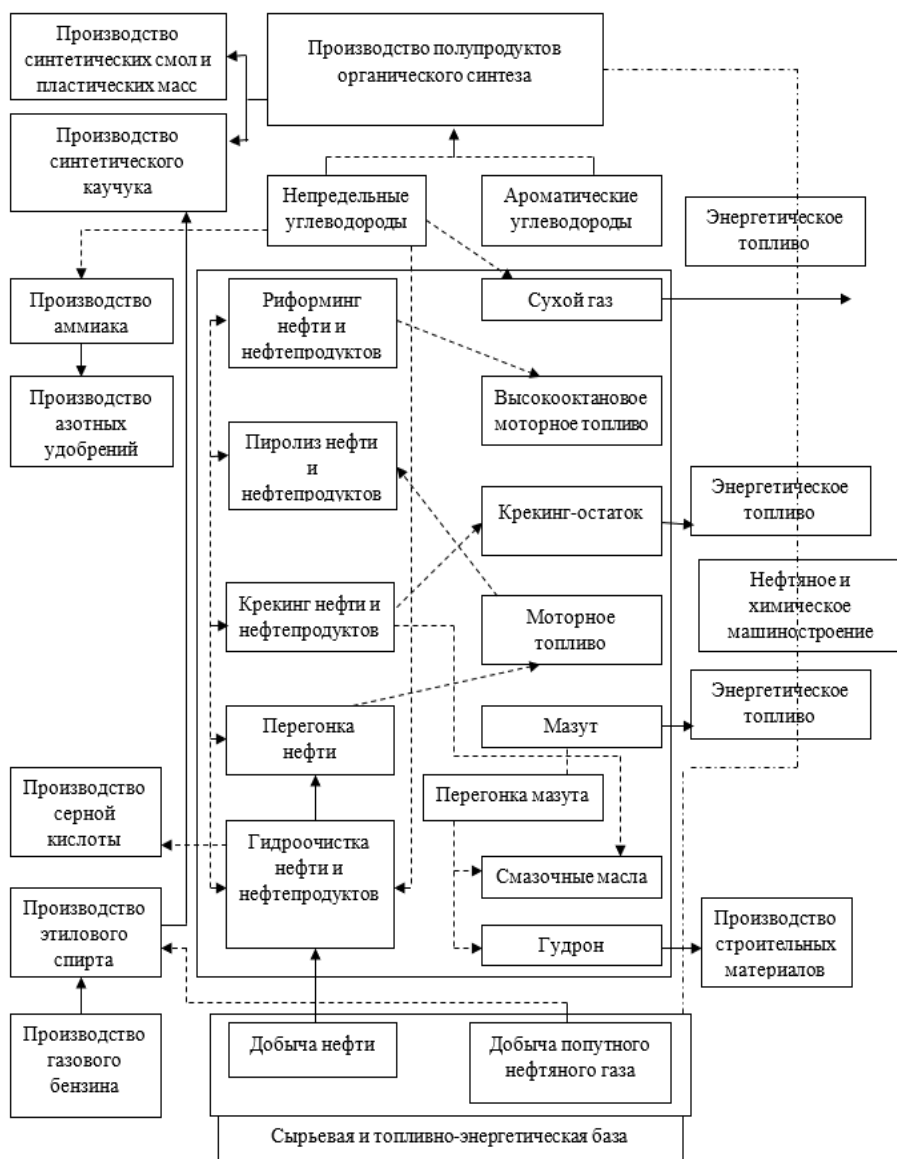 Производство
синтетических смол и
пластических масс
Производство полупродуктов
органического синтеза
Производство
синтетического
каучука
Непредельные
углеводороды
Ароматические
углеводороды
Энергетическое
топливо
Производство
аммиака
Риформинг
нефти и
нефтепродуктов
Сухой газ
Производство
азотных
удобрений
Высокооктановое
моторное топливо
Пиролиз нефти
и
нефтепродуктов
Крекинг-остаток
Энергетическое
топливо
Крекинг нефти и
нефтепродуктов
Моторное
топливо
Нефтяное и
химическое
машиностроение
Перегонка
нефти
Мазут
Энергетическое
топливо
Перегонка мазута
Производство
серной
кислоты
Гидроочистка
нефти и
нефтепродуктов
Смазочные масла
Производство
этилового
спирта
Гудрон
Производство
строительных
материалов
Производство
газового
бензина
Добыча нефти
Добыча попутного
нефтяного газа
Сырьевая и топливно-энергетическая база